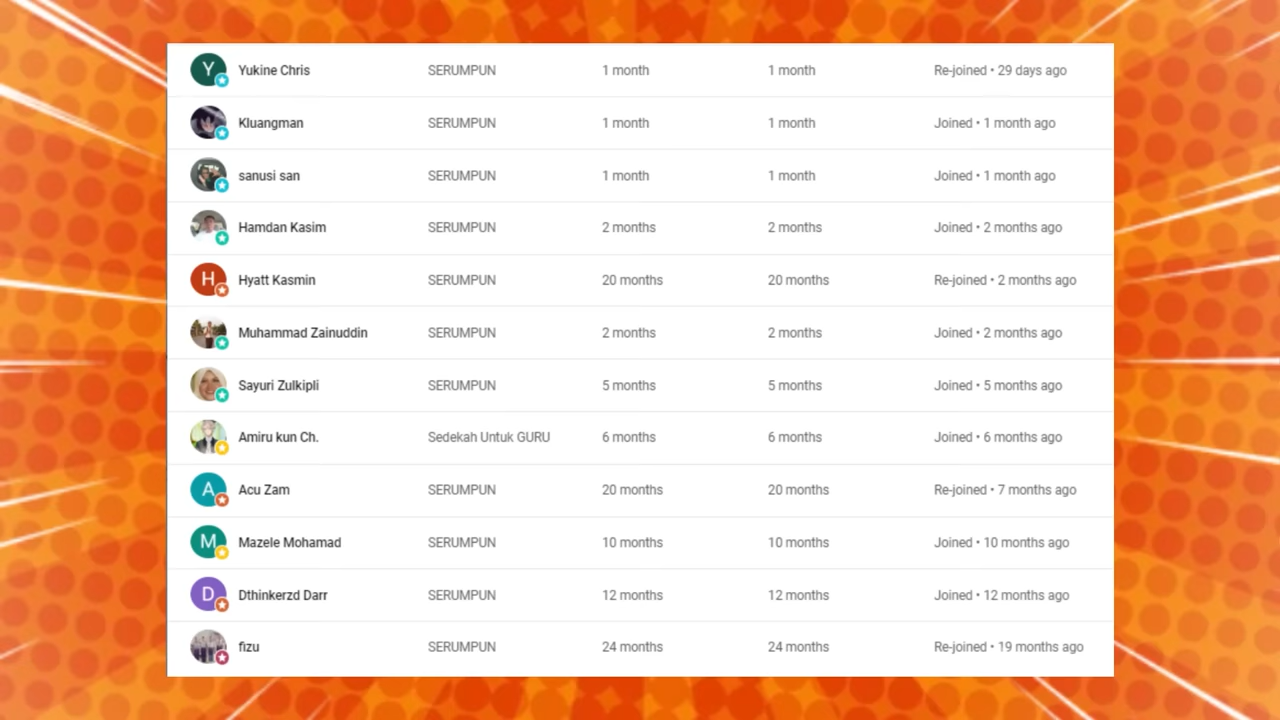 Y Yukine Chris SERUMPUN 1 month 1 month Re-joined • 29 days ago
Kluangman SERUMPUN 1 month 1 month Joined • 1 month ago
sanusi san SERUMPUN 1 month 1 month Joined • 1 month ago
Hamdan Kasim SERUMPUN 2 months 2 months Joined • 2 months ago
H Hyatt Kasmin SERUMPUN 20 months 20 months Re-joined • 2 months ago
Muhammad Zainuddin SERUMPUN 2 months 2 months Joined • 2 months ago
Sayuri Zulkipli SERUMPUN 5 months 5 months Joined • 5 months ago
Amiru kun Ch. Sedekah Untuk GURU 6 months 6 months Joined • 6 months ago
A Acu Zam SERUMPUN 20 months 20 months Re-joined • 7 months ago
M Mazele Mohamad SERUMPUN 10 months 10 months Joined • 10 months ago
D Dthinkerzd Darr SERUMPUN 12 months 12 months Joined • 12 months ago
fizu SERUMPUN 24 months 24 months Re-joined • 19 months ago